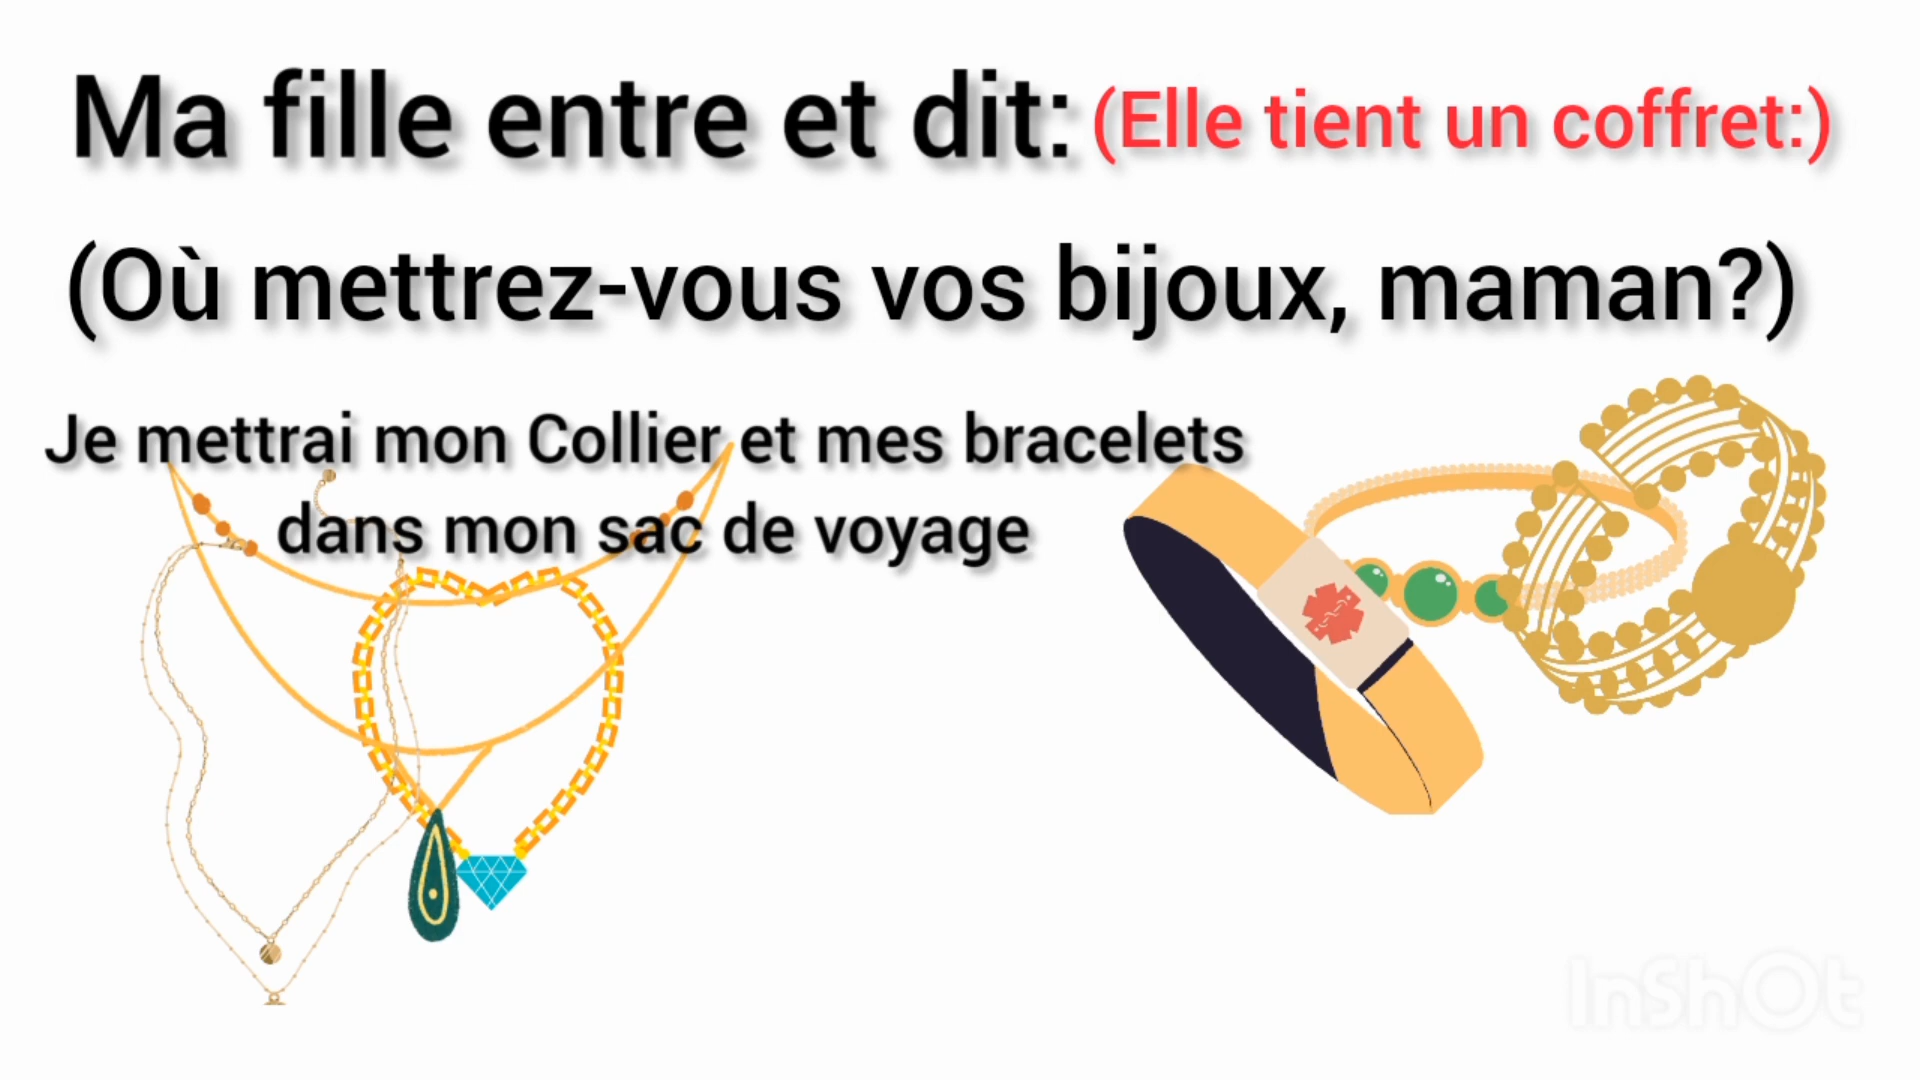 Ma fille entre et dit: (Elle tient un coffret:)
(Où mettrez-vous vos bijoux, maman?)
Je mettrai mon Collier et mes bracelets
dans mon sac de voyage
InShOt